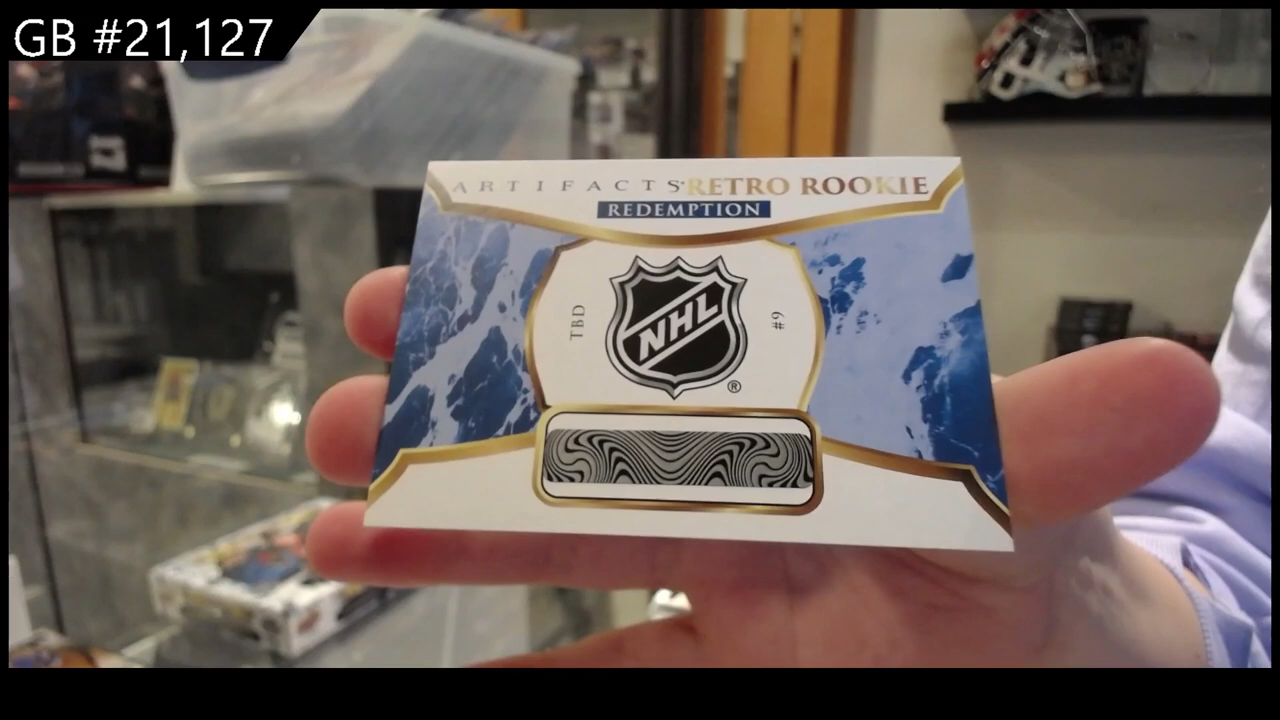 GB #21,127
ARTIFACTS RETRO ROOKIE
REDEMPTION
TBD
NHL
®
#9